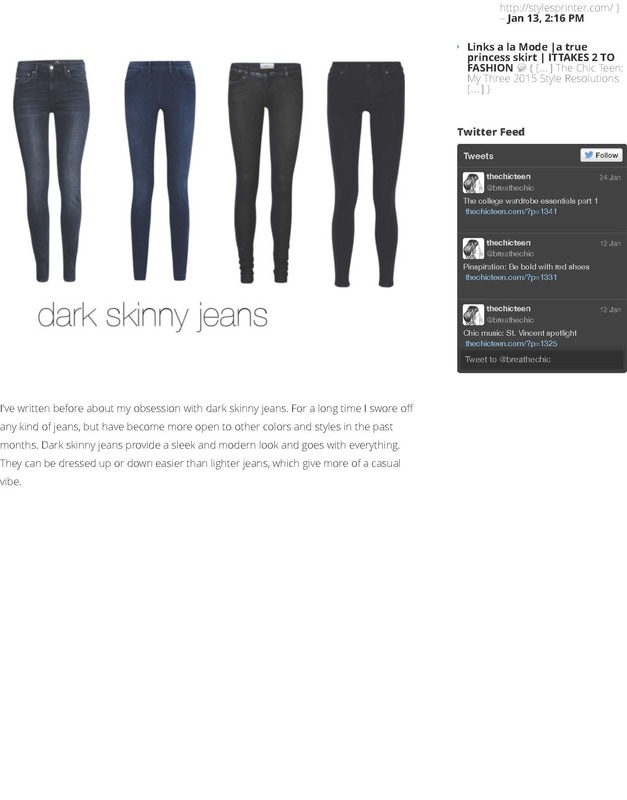 http://stylesprinter.com/ }
– Jan 13, 2:16 PM
Links a la Mode |a true
princess skirt | ITTAKES 2 TO
FASHION { [...] The Chic Teen:
My Three 2015 Style Resolutions
[...] }
Twitter Feed
Tweets
Follow
thechicteen
24 Jan
@breathechic
The college wardrobe essentials part 1
thechicteen.com/?p=1341
thechicteen
12 Jan
@breathechic
Pinspiration: Be bold with red shoes
thechicteen.com/?p=1331
thechicteen
12 Jan
@breathechic
Chic music: St. Vincent spotlight
thechicteen.com/?p=1325
Tweet to @breathechic
dark skinny jeans
I've written before about my obsession with dark skinny jeans. For a long time I swore off
any kind of jeans, but have become more open to other colors and styles in the past
months. Dark skinny jeans provide a sleek and modern look and goes with everything.
They can be dressed up or down easier than lighter jeans, which give more of a casual
vibe.